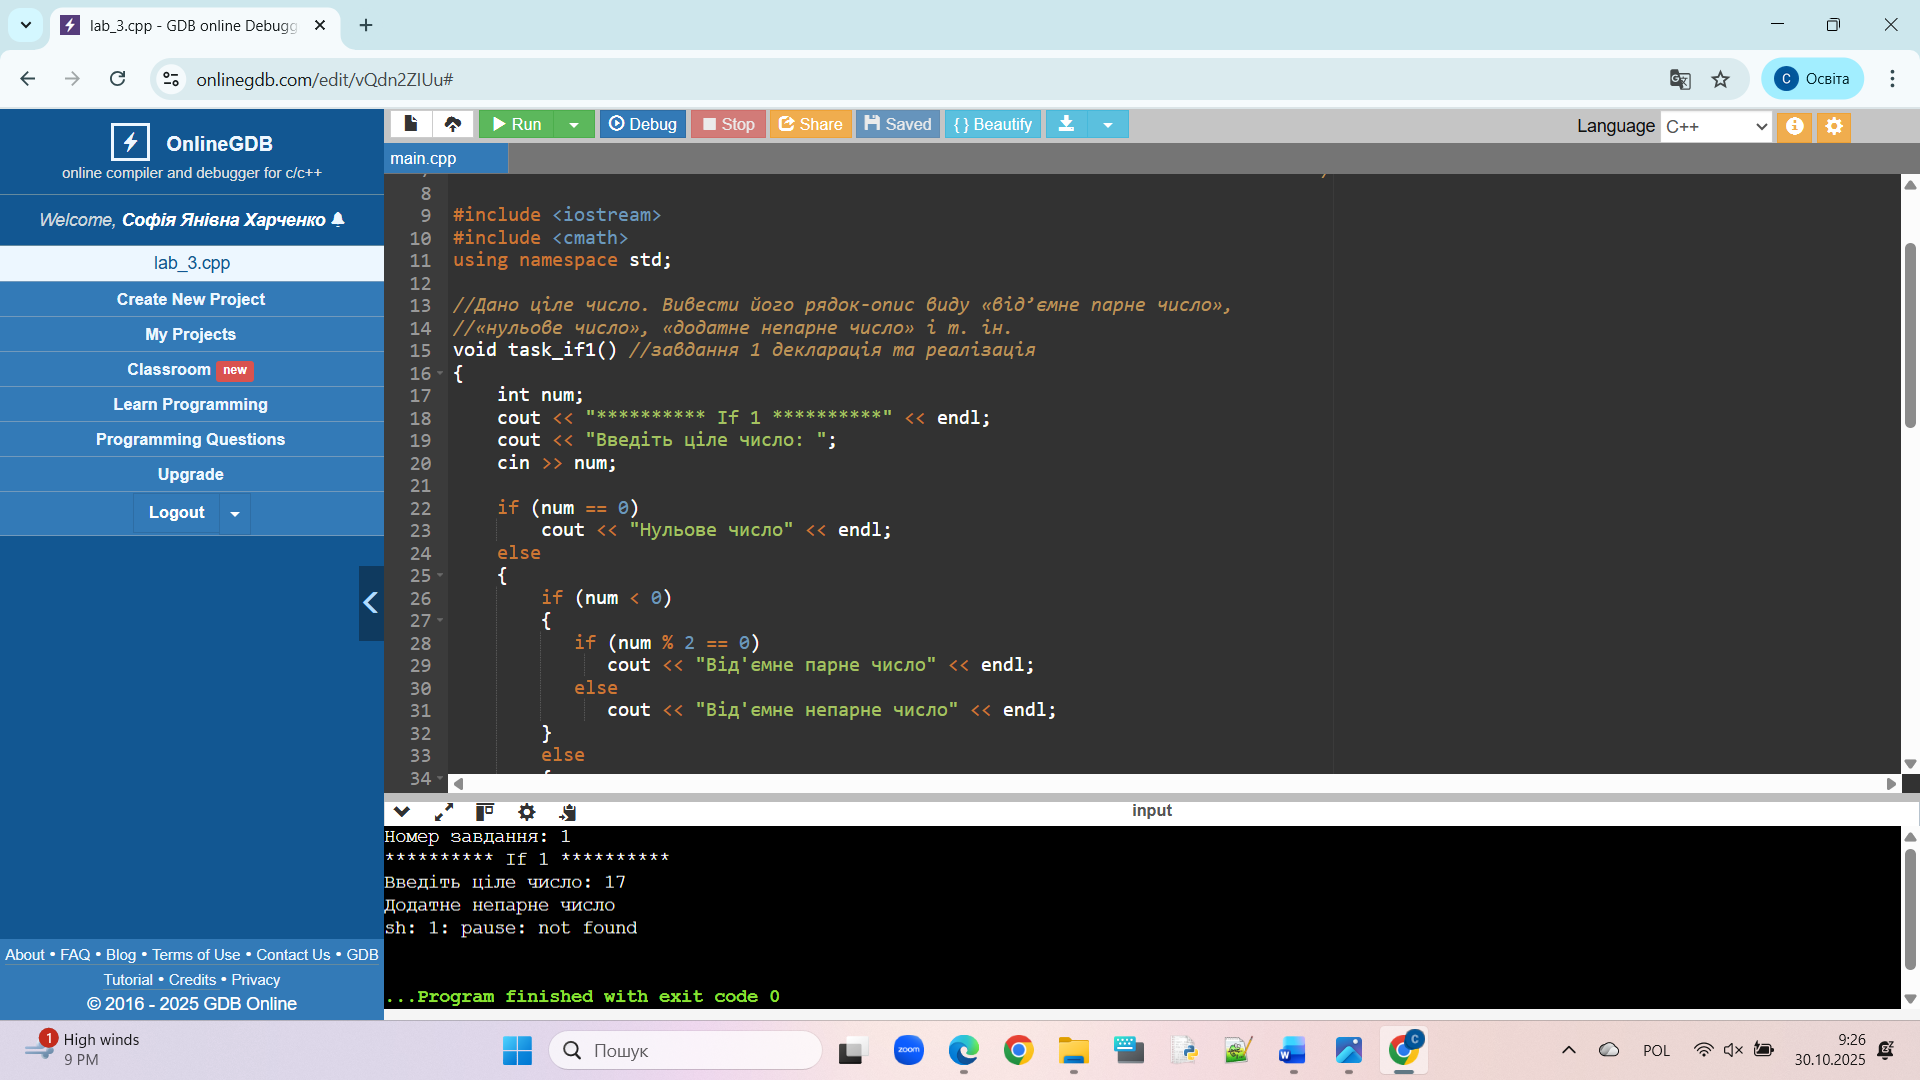 lab_3.cpp - GDB online Debugg
onlinegdb.com/edit/vQdn2ZIUu#
С Освіта
OnlineGDB
online compiler and debugger for c/c++
Welcome, Софія Янівна Харченко
lab_3.cpp
Create New Project
My Projects
Classroom new
Learn Programming
Programming Questions
Upgrade
Logout
About • FAQ • Blog • Terms of Use • Contact Us • GDB
Tutorial • Credits • Privacy
© 2016 - 2025 GDB Online
Run Debug Stop Share Saved { } Beautify Language C++
main.cpp
8
9 #include <iostream>
10 #include <cmath>
11 using namespace std;
12
13 //Дано ціле число. Вивести його рядок-опис виду «від’ємне парне число»,
14 //«нульове число», «додатне непарне число» і т. ін.
15 void task_if1() //завдання 1 декларація та реалізація
16 {
17 int num;
18 cout << "********** If 1 **********" << endl;
19 cout << "Введіть ціле число: ";
20 cin >> num;
21
22 if (num == 0)
23 cout << "Нульове число" << endl;
24 else
25 {
26 if (num < 0)
27 {
28 if (num % 2 == 0)
29 cout << "Від'ємне парне число" << endl;
30 else
31 cout << "Від'ємне непарне число" << endl;
32 }
33 else
34 {
input
Номер завдання: 1
********** If 1 **********
Введіть ціле число: 17
Додатне непарне число
sh: 1: pause: not found
...Program finished with exit code 0
1 High winds
9 PM
Пошук
zoom
W
C
POL
9:26
30.10.2025